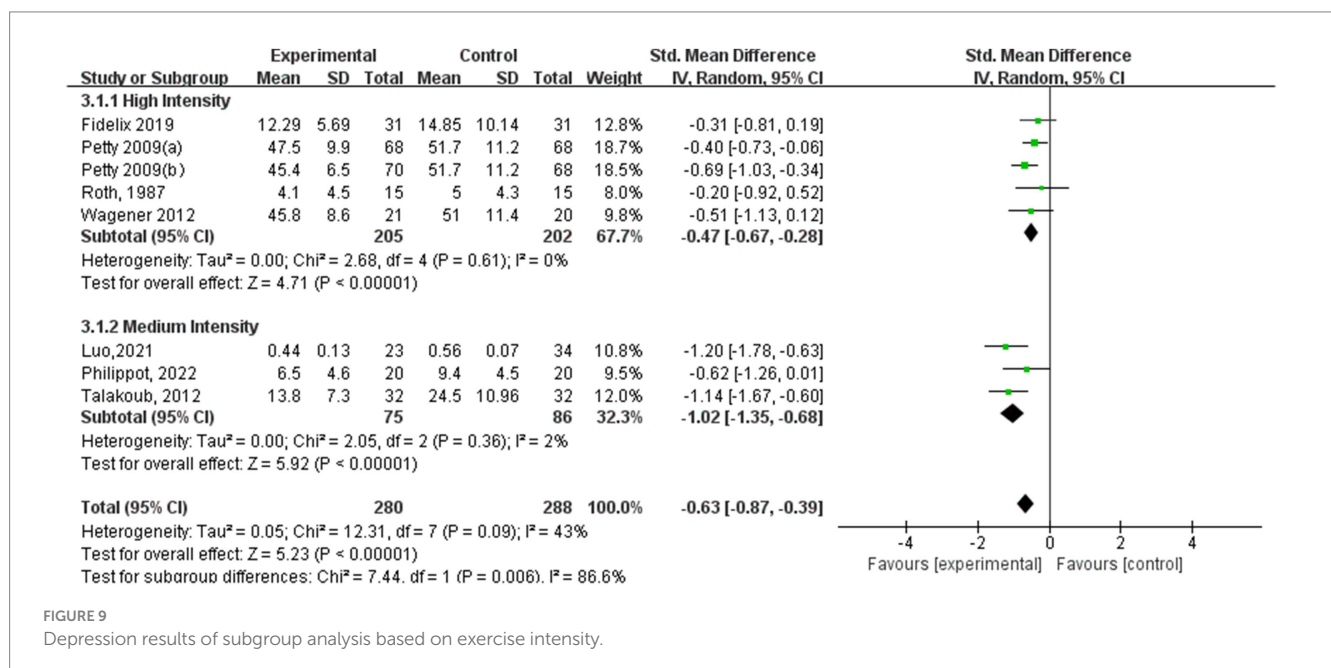 Experimental Control Std. Mean Difference Std. Mean Difference
Study or Subgroup Mean SD Total Mean SD Total Weight IV, Random, 95% CI IV, Random, 95% CI
3.1.1 High Intensity
Fidelix 2019 12.29 5.69 31 14.85 10.14 31 12.8% -0.31 [-0.81, 0.19]
Petty 2009(a) 47.5 9.9 68 51.7 11.2 68 18.7% -0.40 [-0.73, -0.06]
Petty 2009(b) 45.4 6.5 70 51.7 11.2 68 18.5% -0.69 [-1.03, -0.34]
Roth, 1987 4.1 4.5 15 5 4.3 15 8.0% -0.20 [-0.92, 0.52]
Wagener 2012 45.8 8.6 21 51 11.4 20 9.8% -0.51 [-1.13, 0.12]
Subtotal (95% CI) 205 202 67.7% -0.47 [-0.67, -0.28]
Heterogeneity: Tau² = 0.00; Chi² = 2.68, df = 4 (P = 0.61); I² = 0%
Test for overall effect: Z = 4.71 (P < 0.00001)
3.1.2 Medium Intensity
Luo,2021 0.44 0.13 23 0.56 0.07 34 10.8% -1.20 [-1.78, -0.63]
Philippot, 2022 6.5 4.6 20 9.4 4.5 20 9.5% -0.62 [-1.26, 0.01]
Talakoub, 2012 13.8 7.3 32 24.5 10.96 32 12.0% -1.14 [-1.67, -0.60]
Subtotal (95% CI) 75 86 32.3% -1.02 [-1.35, -0.68]
Heterogeneity: Tau² = 0.00; Chi² = 2.05, df = 2 (P = 0.36); I² = 2%
Test for overall effect: Z = 5.92 (P < 0.00001)
Total (95% CI) 280 288 100.0% -0.63 [-0.87, -0.39]
Heterogeneity: Tau² = 0.05; Chi² = 12.31, df = 7 (P = 0.09); I² = 43%
Test for overall effect: Z = 5.23 (P < 0.00001)
Test for subgroup differences: Chi² = 7.44, df = 1 (P = 0.006), I² = 86.6%
-4 -2 0 2 4
Favours [experimental] Favours [control]
FIGURE 9
Depression results of subgroup analysis based on exercise intensity.